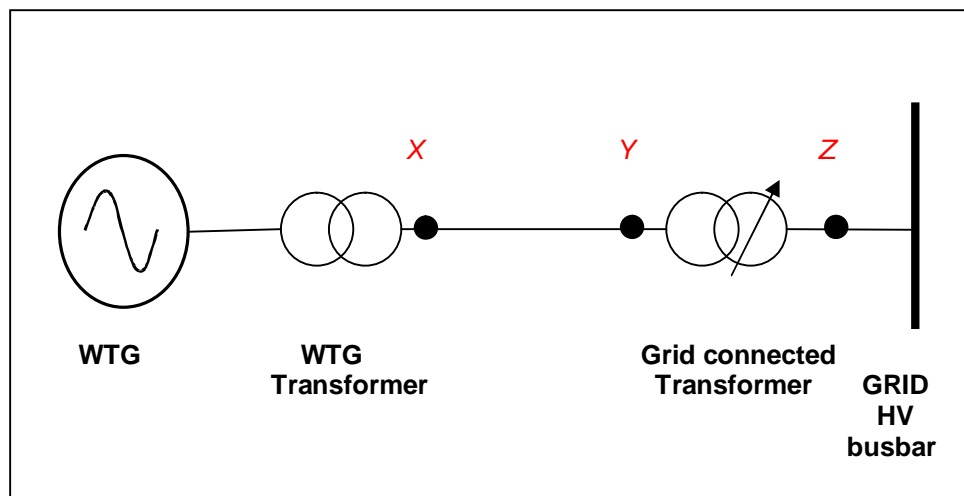 X
Y
Z
WTG
WTG
Transformer
Grid connected
Transformer
GRID
HV
busbar